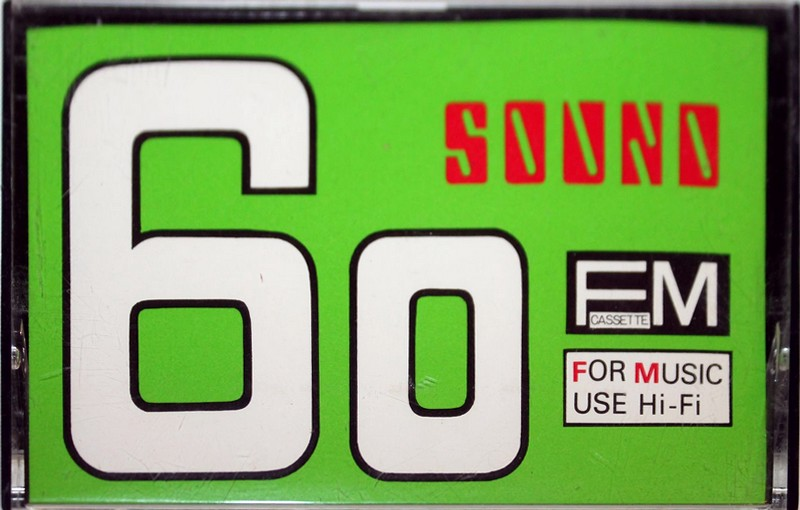 60
SOUND
FM
CASSETTE
FOR MUSIC
USE Hi-Fi